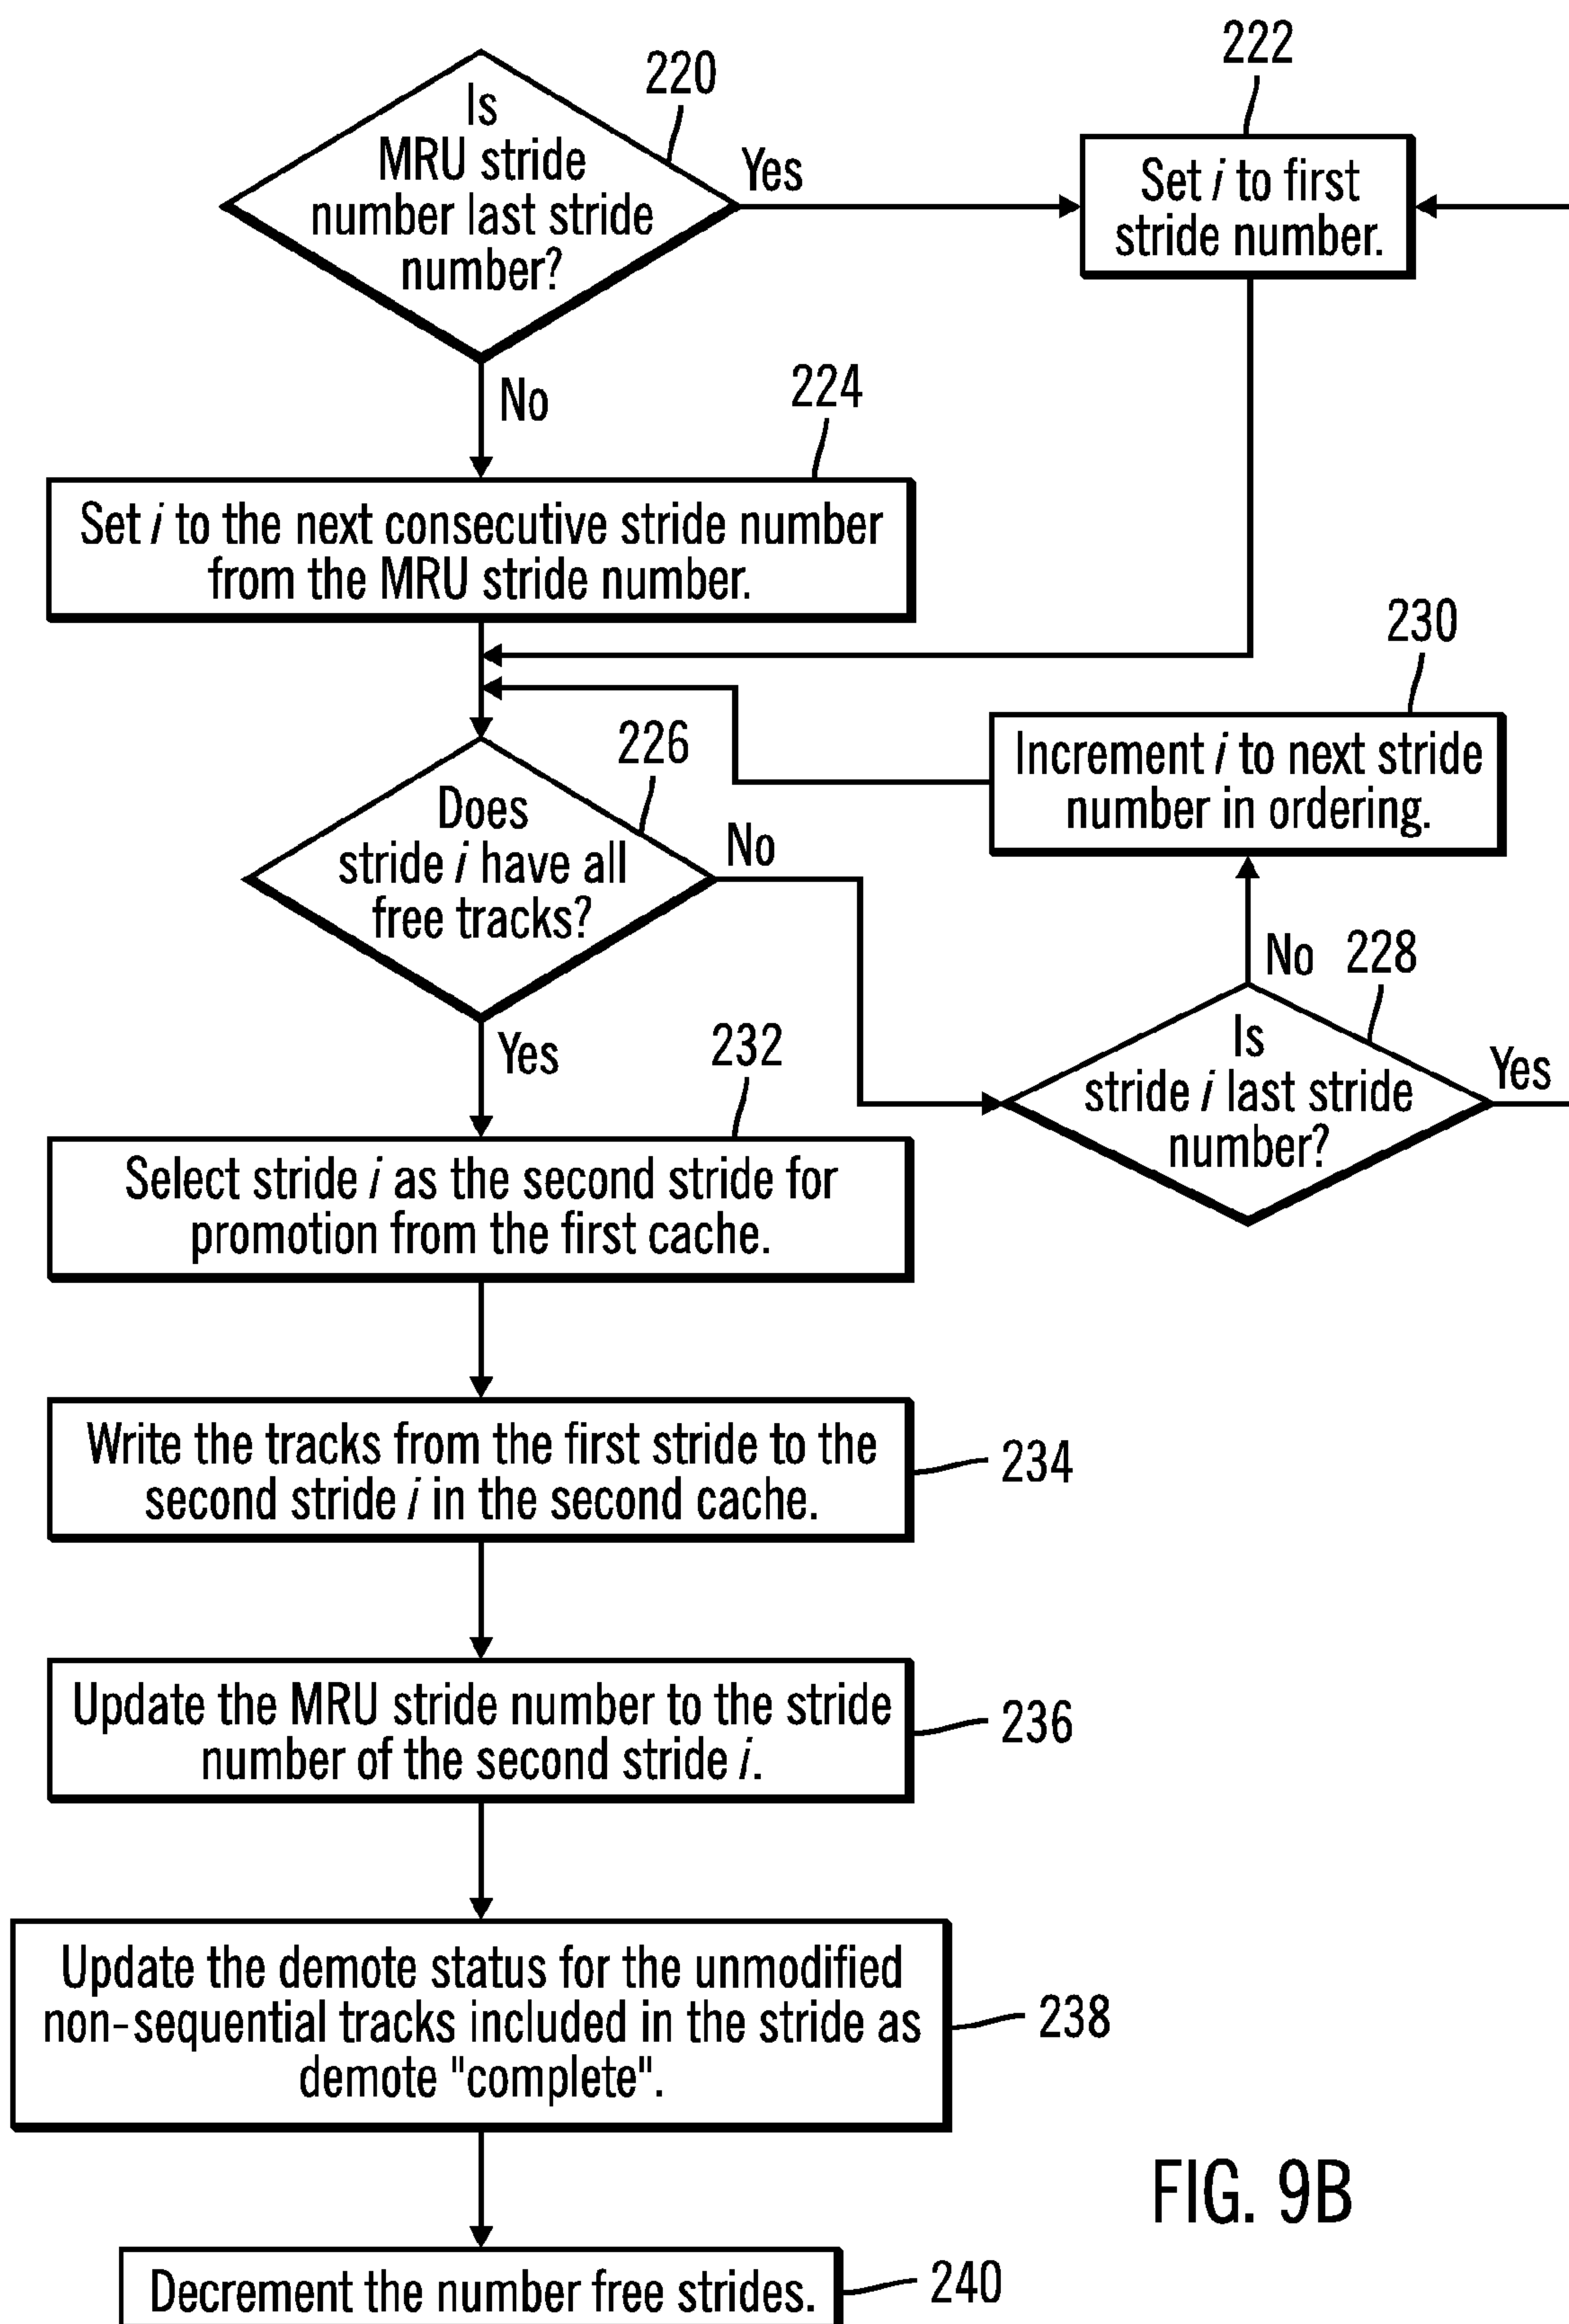 220
Is
MRU stride
number last stride
number?
Yes
No
222
Set i to first
stride number.
224
Set i to the next consecutive stride number
from the MRU stride number.
226
Does
stride i have all
free tracks?
No
Yes
230
Increment i to next stride
number in ordering.
No
228
Is
stride i last stride
number?
Yes
232
Select stride i as the second stride for
promotion from the first cache.
Write the tracks from the first stride to the
second stride i in the second cache.
234
Update the MRU stride number to the stride
number of the second stride i.
236
Update the demote status for the unmodified
non-sequential tracks included in the stride as
demote "complete".
238
Decrement the number free strides.
240
FIG. 9B